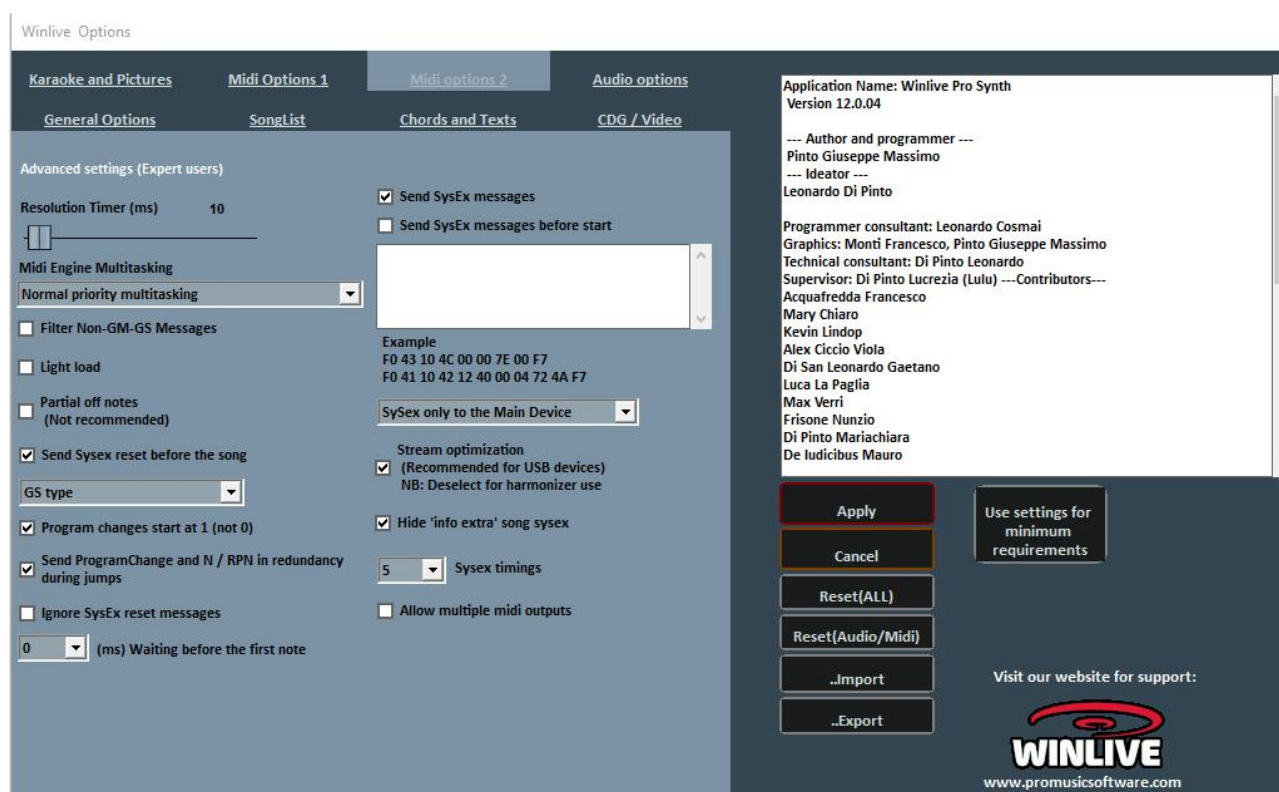 Winlive Options
Karaoke and Pictures
Midi Options 1
Midi options 2
Audio options
General Options
SongList
Chords and Texts
CDG / Video
Advanced settings (Expert users)
Resolution Timer (ms) 10
Midi Engine Multitasking
Normal priority multitasking
Filter Non-GM-GS Messages
Light load
Partial off notes
(Not recommended)
Send Sysex reset before the song
GS type
Program changes start at 1 (not 0)
Send ProgramChange and N / RPN in redundancy
during jumps
Ignore SysEx reset messages
0 (ms) Waiting before the first note
Send SysEx messages
Send SysEx messages before start
Example
F0 43 10 4C 00 00 7E 00 F7
F0 41 10 42 12 40 00 04 72 4A F7
SySex only to the Main Device
Stream optimization
(Recommended for USB devices)
NB: Deselect for harmonizer use
Hide 'info extra' song sysex
5 Sysex timings
Allow multiple midi outputs
Application Name: Winlive Pro Synth
Version 12.0.04
--- Author and programmer ---
Pinto Giuseppe Massimo
--- Ideator ---
Leonardo Di Pinto
Programmer consultant: Leonardo Cosmai
Graphics: Monti Francesco, Pinto Giuseppe Massimo
Technical consultant: Di Pinto Leonardo
Supervisor: Di Pinto Lucrezia (Lulu) ---Contributors---
Acquafredda Francesco
Mary Chiaro
Kevin Lindop
Alex Ciccio Viola
Di San Leonardo Gaetano
Luca La Paglia
Max Verri
Frisone Nunzio
Di Pinto Mariachiara
De Iudicibus Mauro
Apply
Cancel
Reset(ALL)
Reset(Audio/Midi)
..Import
..Export
Use settings for
minimum
requirements
Visit our website for support:
WINLIVE
www.promusicsoftware.com